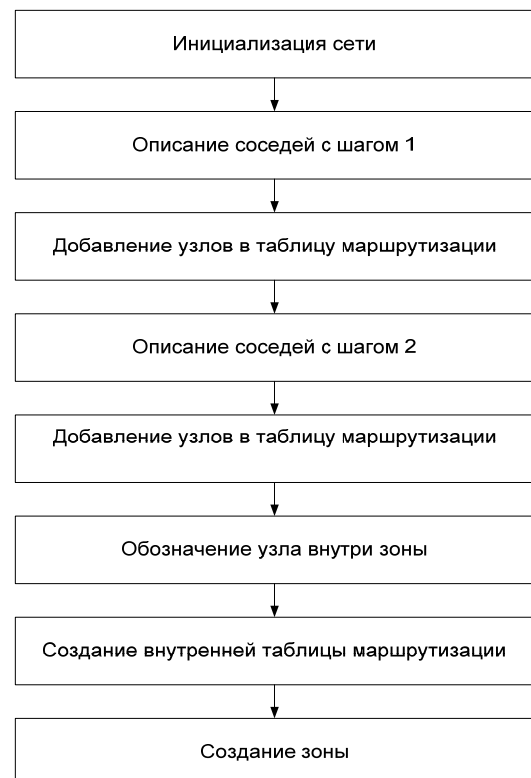 Инициализация сети
Описание соседей с шагом 1
Добавление узлов в таблицу маршрутизации
Описание соседей с шагом 2
Добавление узлов в таблицу маршрутизации
Обозначение узла внутри зоны
Создание внутренней таблицы маршрутизации
Создание зоны